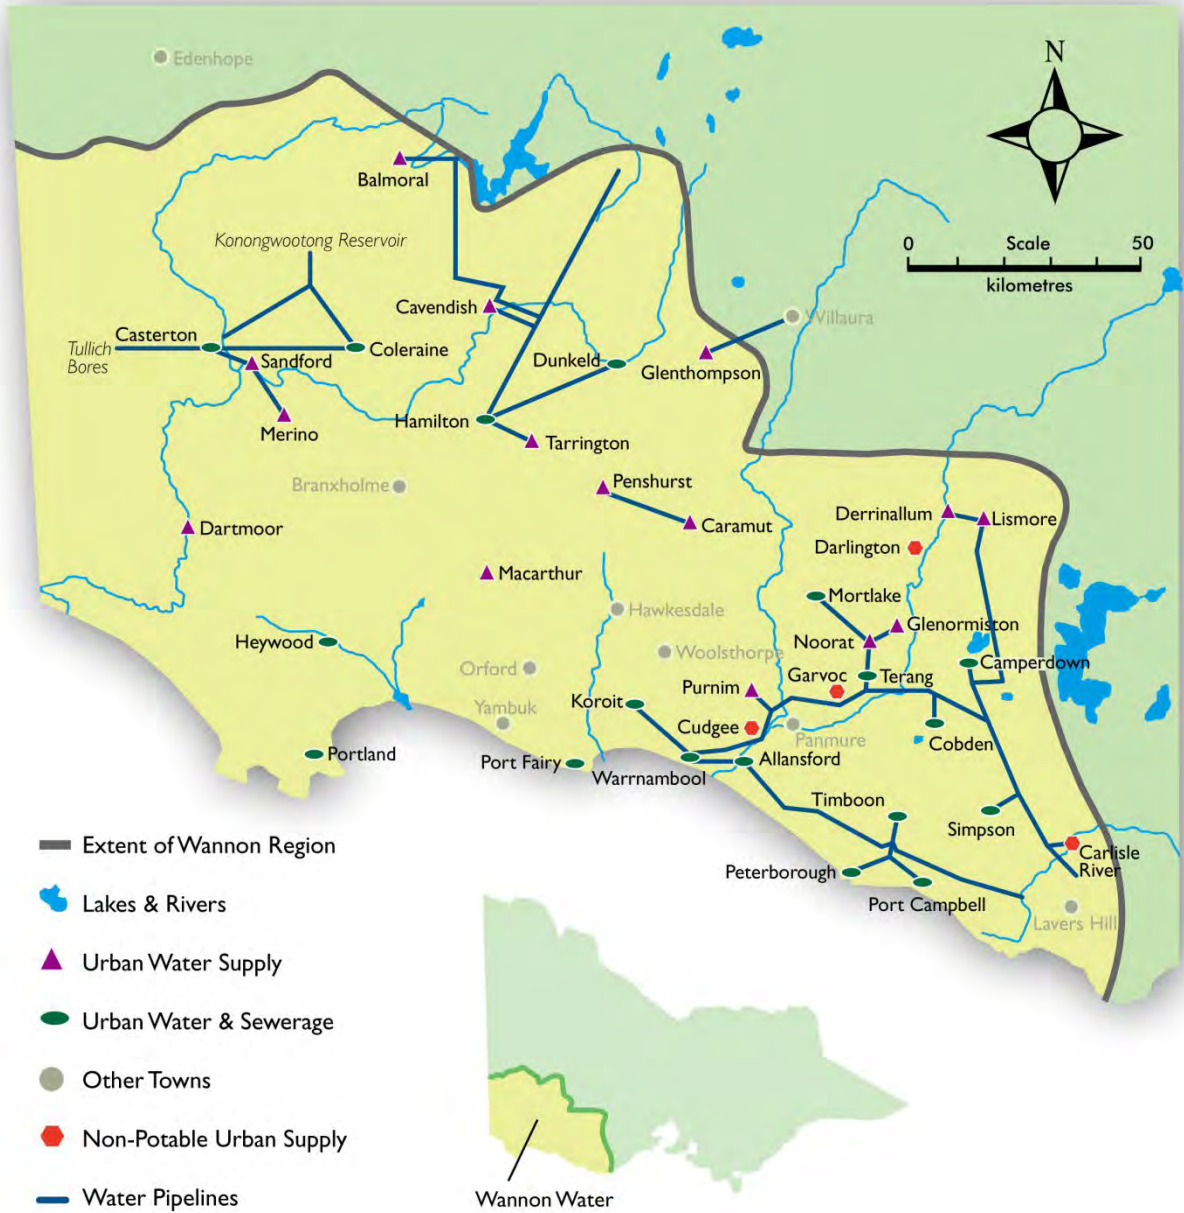 Edenhope
N
Balmoral
Konongwootong Reservoir
0 Scale 50
kilometres
Cavendish
Willaura
Casterton
Tullich
Bores
Coleraine
Sandford
Dunkeld
Glenthompson
Hamilton
Merino
Tarrington
Branxholme
Penshurst
Caramut
Dartmoor
Derrinallum
Lismore
Darlington
Macarthur
Mortlake
Hawkesdale
Glenormiston
Heywood
Noorat
Woolsthorpe
Camperdown
Orford
Garvoc
Terang
Purnim
Koroit
Yambuk
Cudgee
Panmure
Cobden
Portland
Port Fairy
Warrnambool
Allansford
Timboon
Simpson
Carlisle
River
Peterborough
Port Campbell
Lavers Hill
Extent of Wannon Region
Lakes & Rivers
Urban Water Supply
Urban Water & Sewerage
Other Towns
Non-Potable Urban Supply
Water Pipelines
Wannon Water